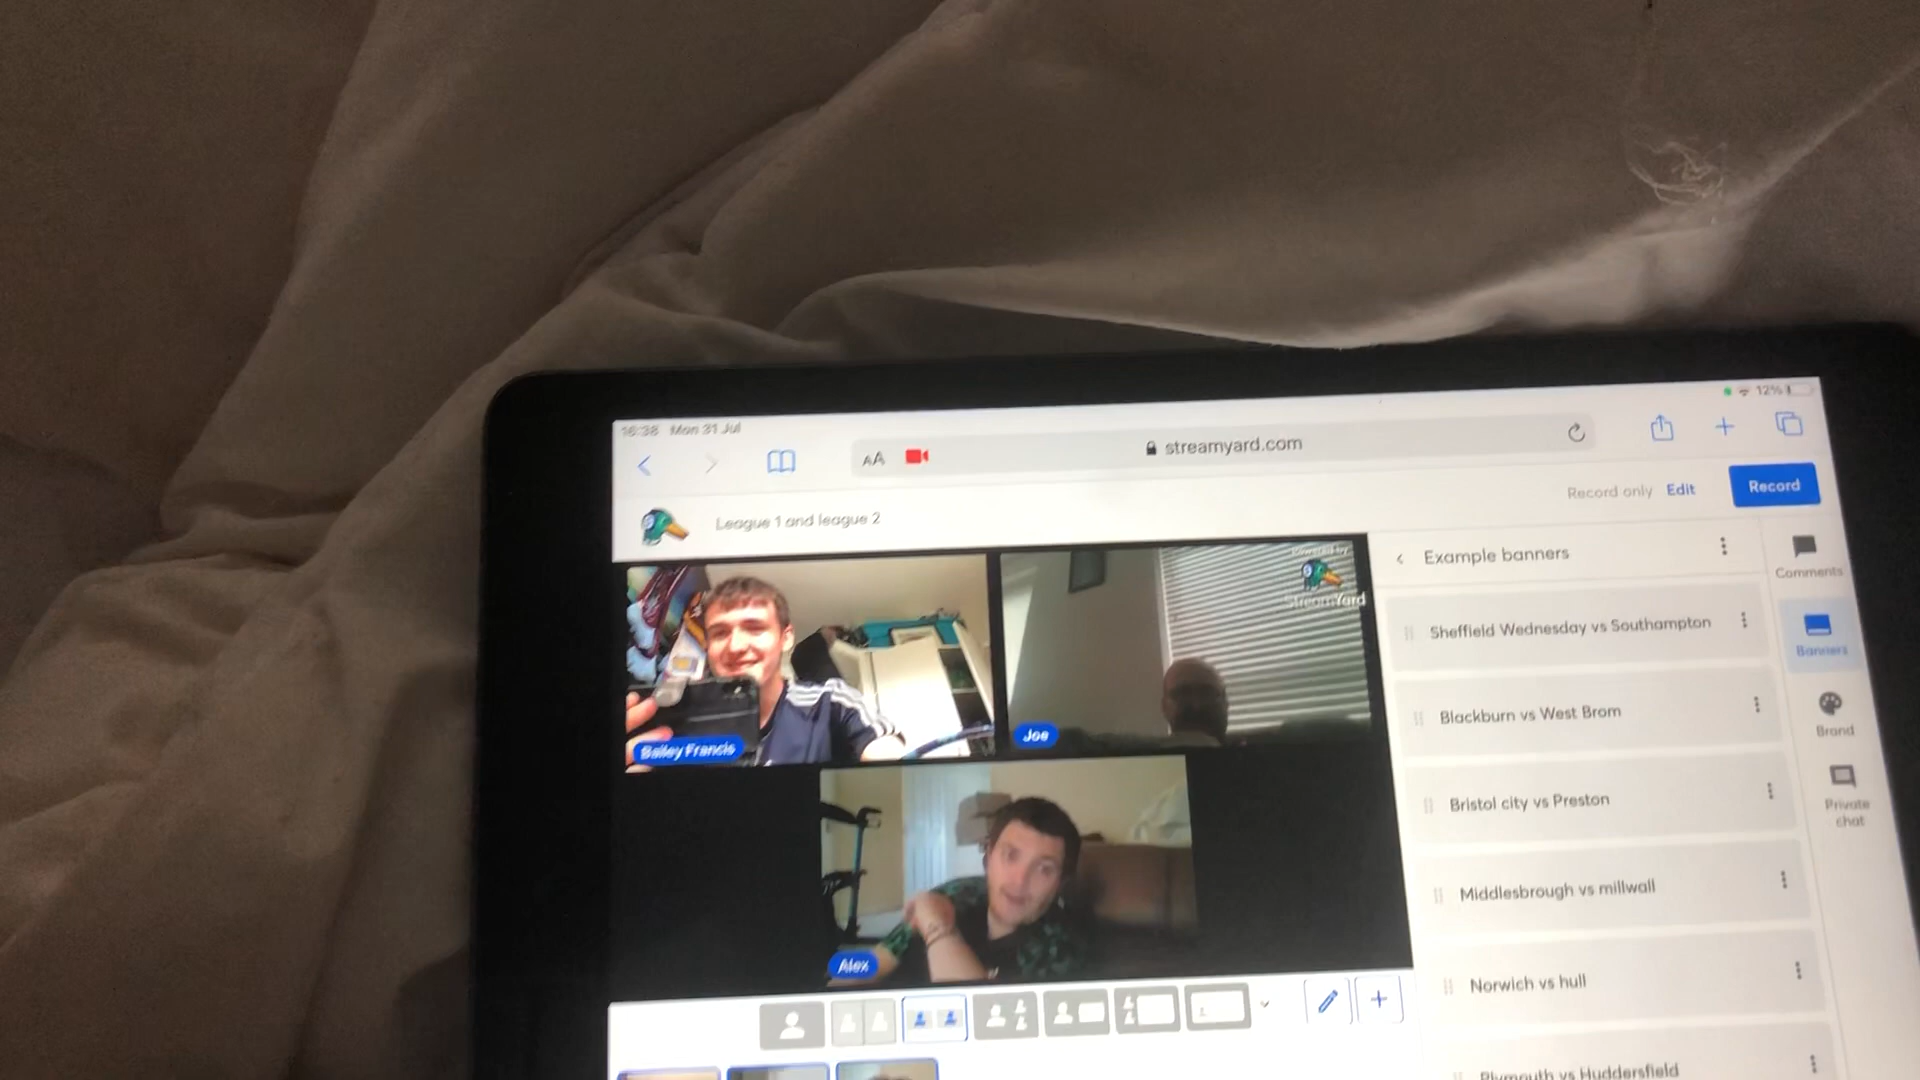 16:38 Mon 31 Jul
12%
AA
streamyard.com
Record only Edit Record
League 1 and league 2
Example banners
Comments
Powered by
StreamYard
Sheffield Wednesday vs Southampton
Banners
Blackburn vs West Brom
Brand
Bailey Francis
Joe
Bristol city vs Preston
Private
chat
Middlesbrough vs millwall
Alex
Norwich vs hull
Plymouth vs Huddersfield